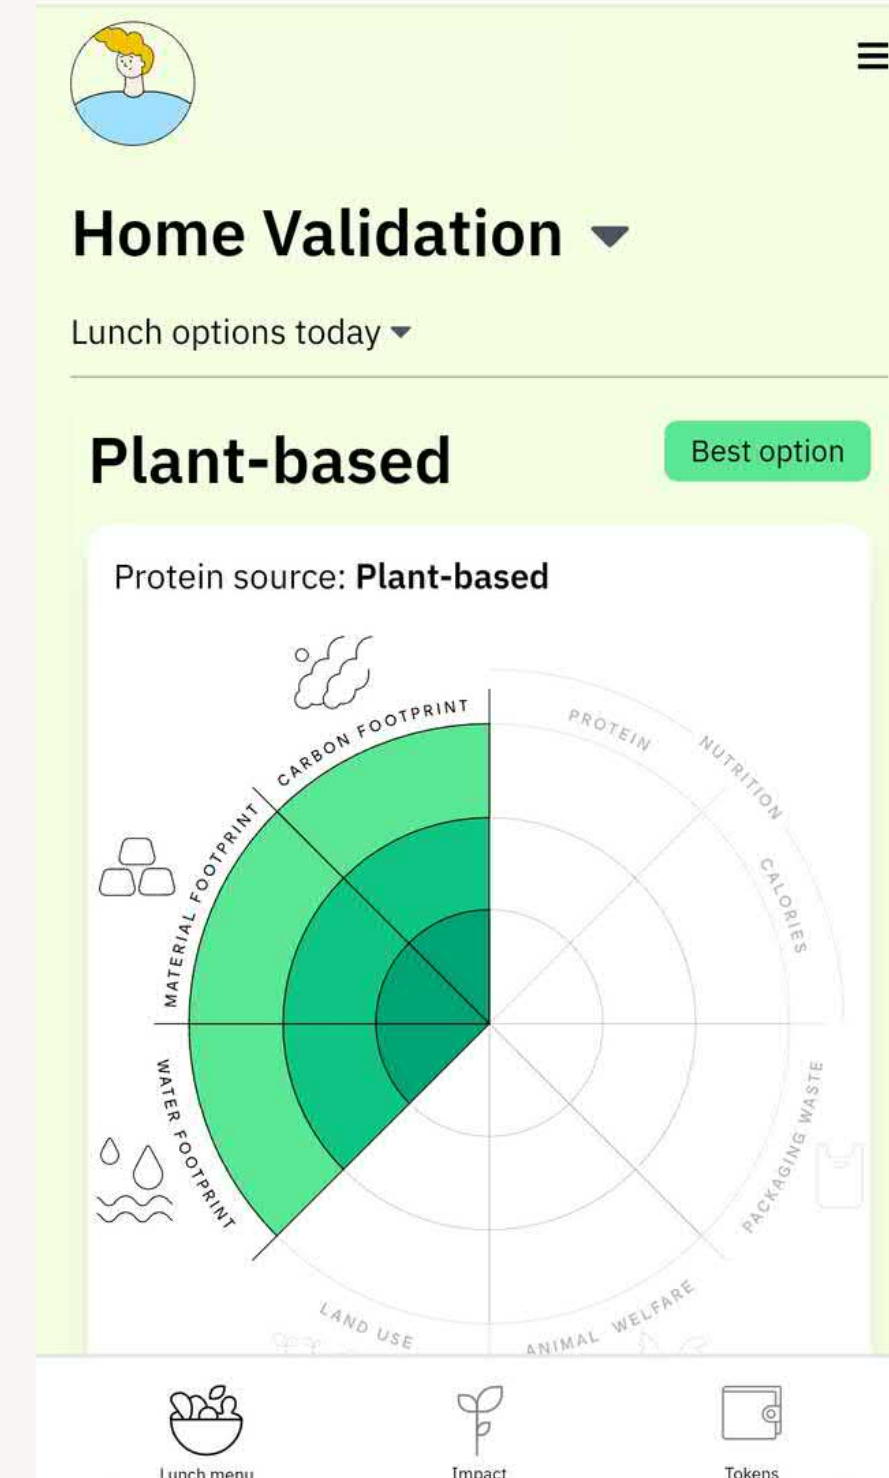 Home Validation
Lunch options today
Plant-based
Best option
Protein source: Plant-based
CARBON FOOTPRINT
PROTEIN
NUTRITION
MATERIAL FOOTPRINT
CALORIES
WATER FOOTPRINT
PACKAGING WASTE
LAND USE
ANIMAL WELFARE
Lunch menu
Impact
Tokens